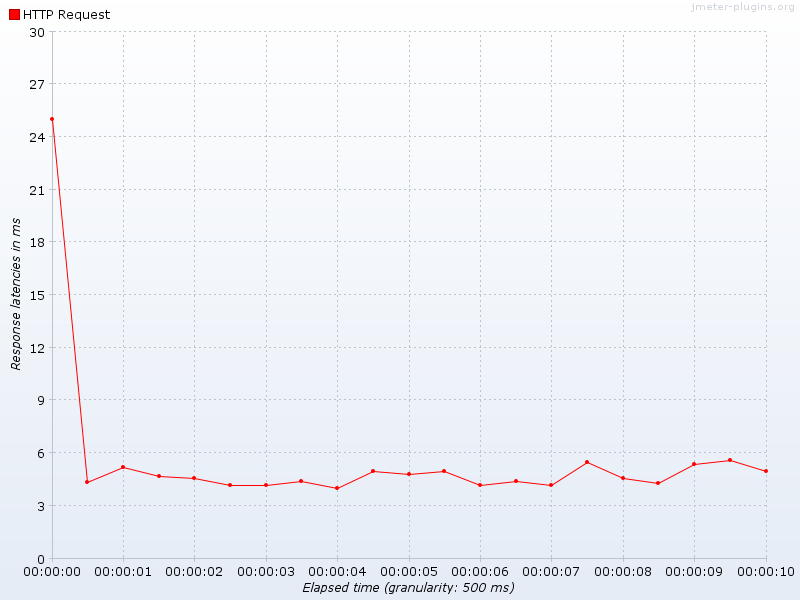 jmeter-plugins.org
HTTP Request
30
27
24
21
18
15
12
9
6
3
0
Response latencies in ms
00:00:00 00:00:01 00:00:02 00:00:03 00:00:04 00:00:05 00:00:06 00:00:07 00:00:08 00:00:09 00:00:10
Elapsed time (granularity: 500 ms)